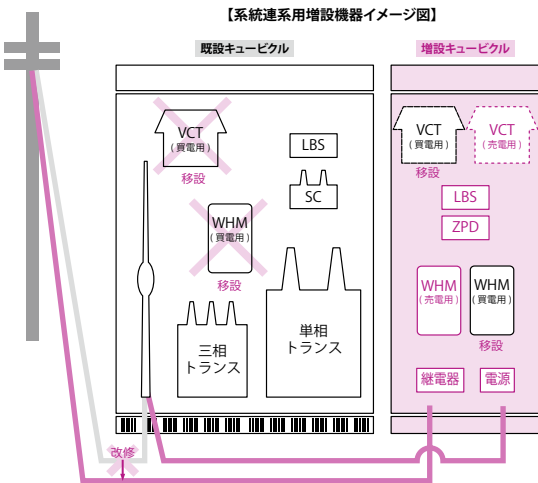 【系統連系用増設機器イメージ図】
既設キュービクル
増設キュービクル
VCT
(買電用)
移設
LBS
SC
WHM
(買電用)
移設
三相
トランス
単相
トランス
VCT
(買電用)
移設
VCT
(売電用)
LBS
ZPD
WHM
(売電用)
WHM
(買電用)
移設
継電器
電源
改修